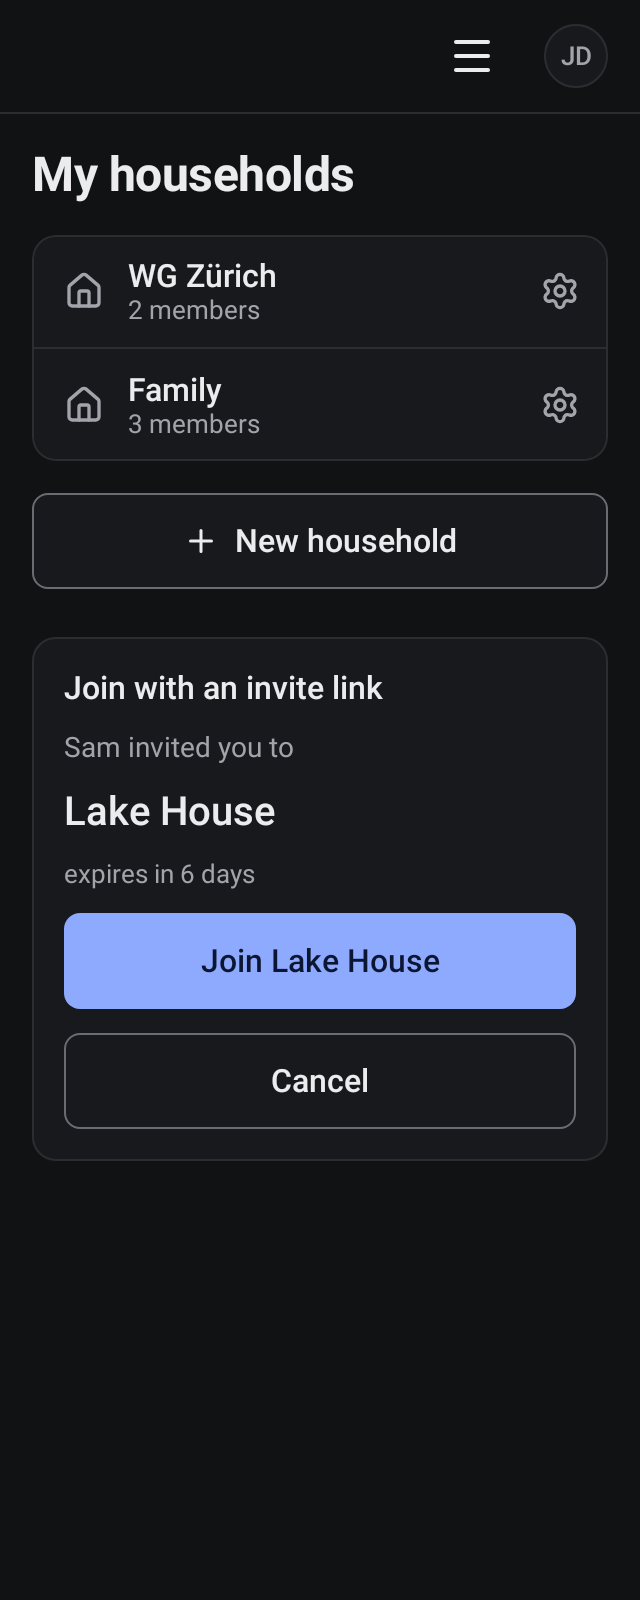 JD
My households
WG Zürich
2 members
Family
3 members
New household
Join with an invite link
Sam invited you to
Lake House
expires in 6 days
Join Lake House
Cancel